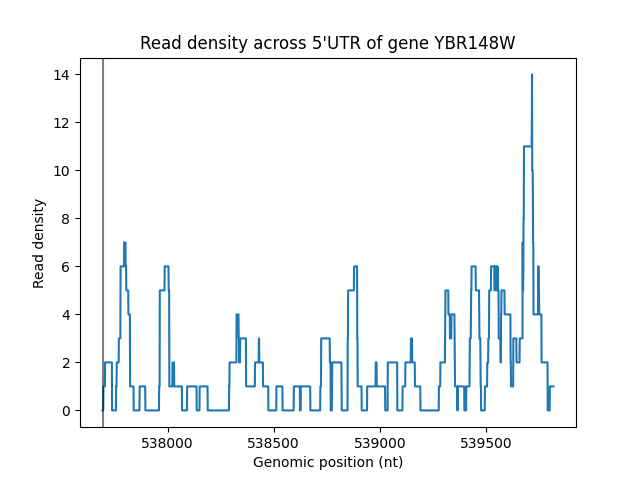 Read density across 5'UTR of gene YBR148W
14
12
10
8
6
4
2
0
Read density
538000 538500 539000 539500
Genomic position (nt)